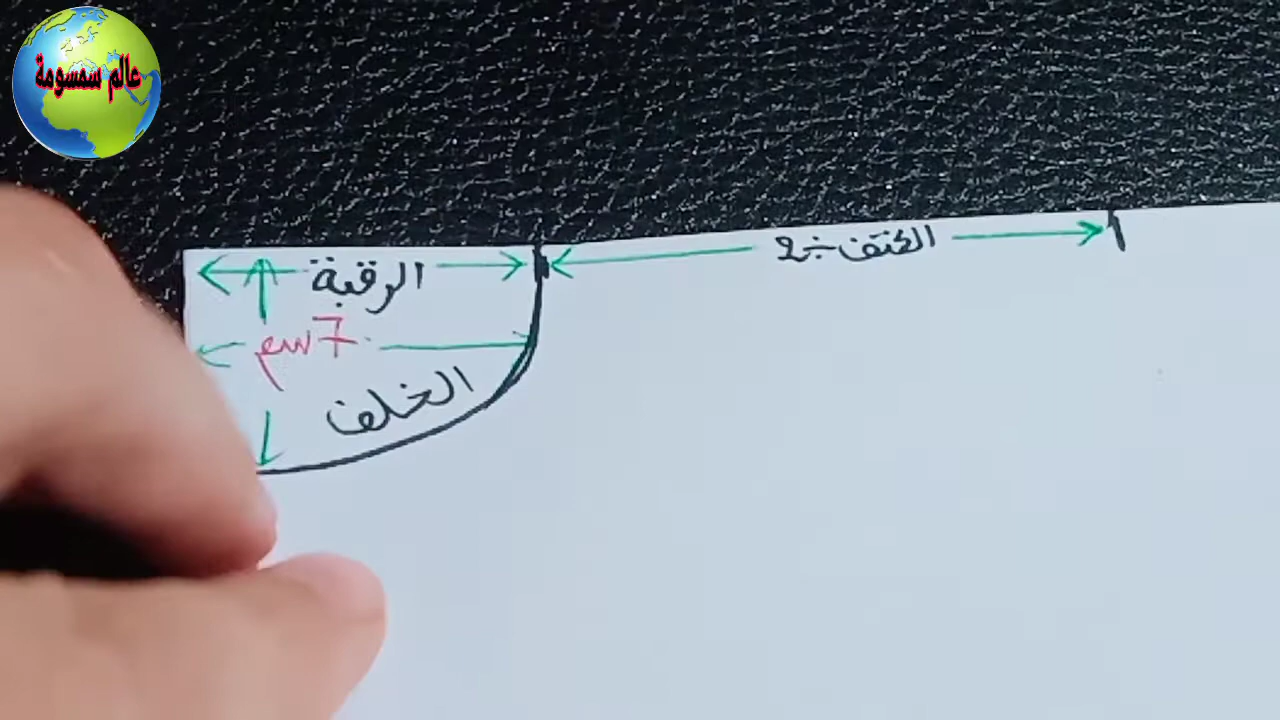 عالم سمسومة
الكتف ÷2
الرقبة
7سم
الخلف